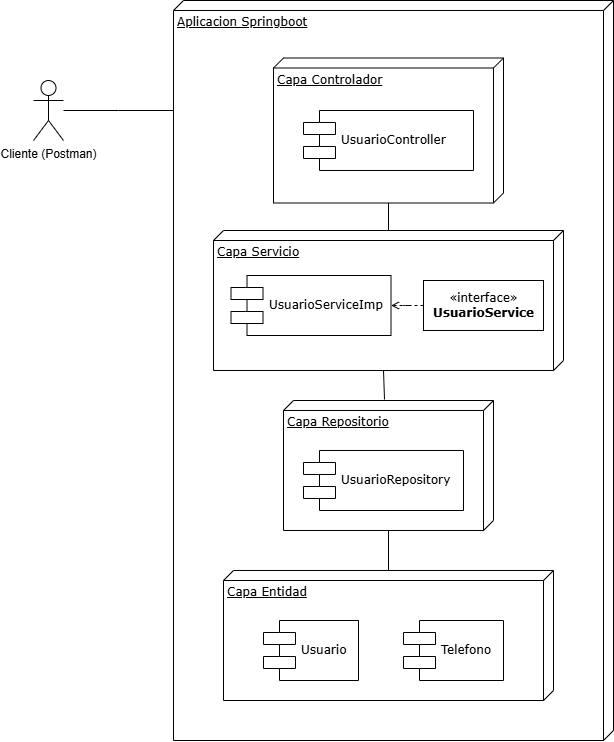 Aplicacion Springboot
Capa Controlador
UsuarioController
Cliente (Postman)
Capa Servicio
UsuarioServiceImp
«interface»
UsuarioService
Capa Repositorio
UsuarioRepository
Capa Entidad
Usuario
Telefono